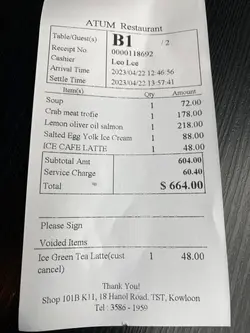 ATUM Restaurant
Table/Guest(s) B1 / 2
Receipt No. 0000118692
Cashier Leo Lee
Arrival Time 2023/04/22 12:46:56
Settle Time 2023/04/22 13:57:41
Item(s) Qty Amount
Soup 1 72.00
Crab meat trofie 1 178.00
Lemon oliver oil salmon 1 218.00
Salted Egg Yolk Ice Cream 1 88.00
ICE CAFE LATTE 1 48.00
Subtotal Amt 604.00
Service Charge 60.40
Total $ 664.00
Please Sign
Voided Items
Ice Green Tea Latte(cust 1 48.00
cancel)
Thank You!
Shop 101B K11, 18 Hanoi Road, TST, Kowloon
Tel : 3586 - 1959